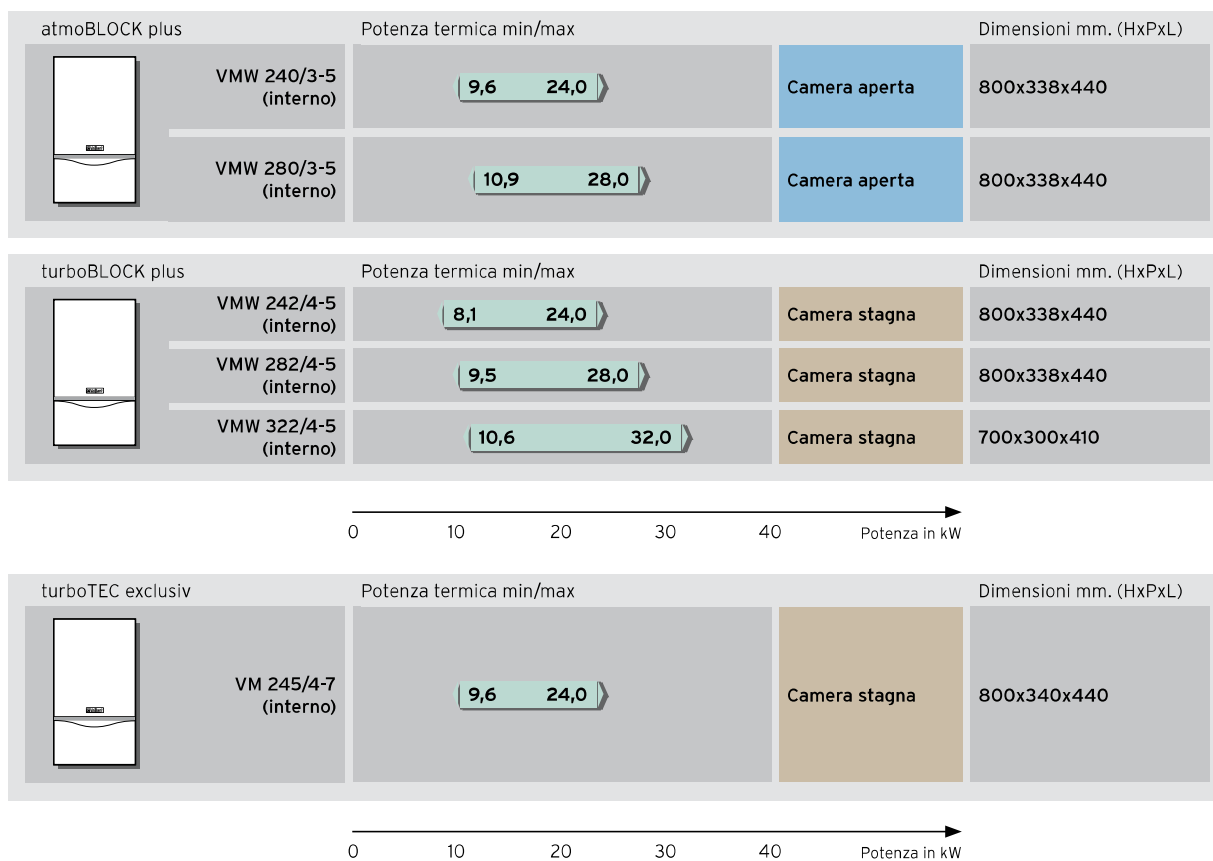 atmoBLOCK plus Potenza termica min/max Dimensioni mm. (HxPxL)
VMW 240/3-5
(interno)
9,6 24,0 Camera aperta 800x338x440
VMW 280/3-5
(interno)
10,9 28,0 Camera aperta 800x338x440
turboBLOCK plus Potenza termica min/max Dimensioni mm. (HxPxL)
VMW 242/4-5
(interno)
8,1 24,0 Camera stagna 800x338x440
VMW 282/4-5
(interno)
9,5 28,0 Camera stagna 800x338x440
VMW 322/4-5
(interno)
10,6 32,0 Camera stagna 700x300x410
0 10 20 30 40 Potenza in kW
turboTEC exclusiv Potenza termica min/max Dimensioni mm. (HxPxL)
VM 245/4-7
(interno)
9,6 24,0 Camera stagna 800x340x440
0 10 20 30 40 Potenza in kW